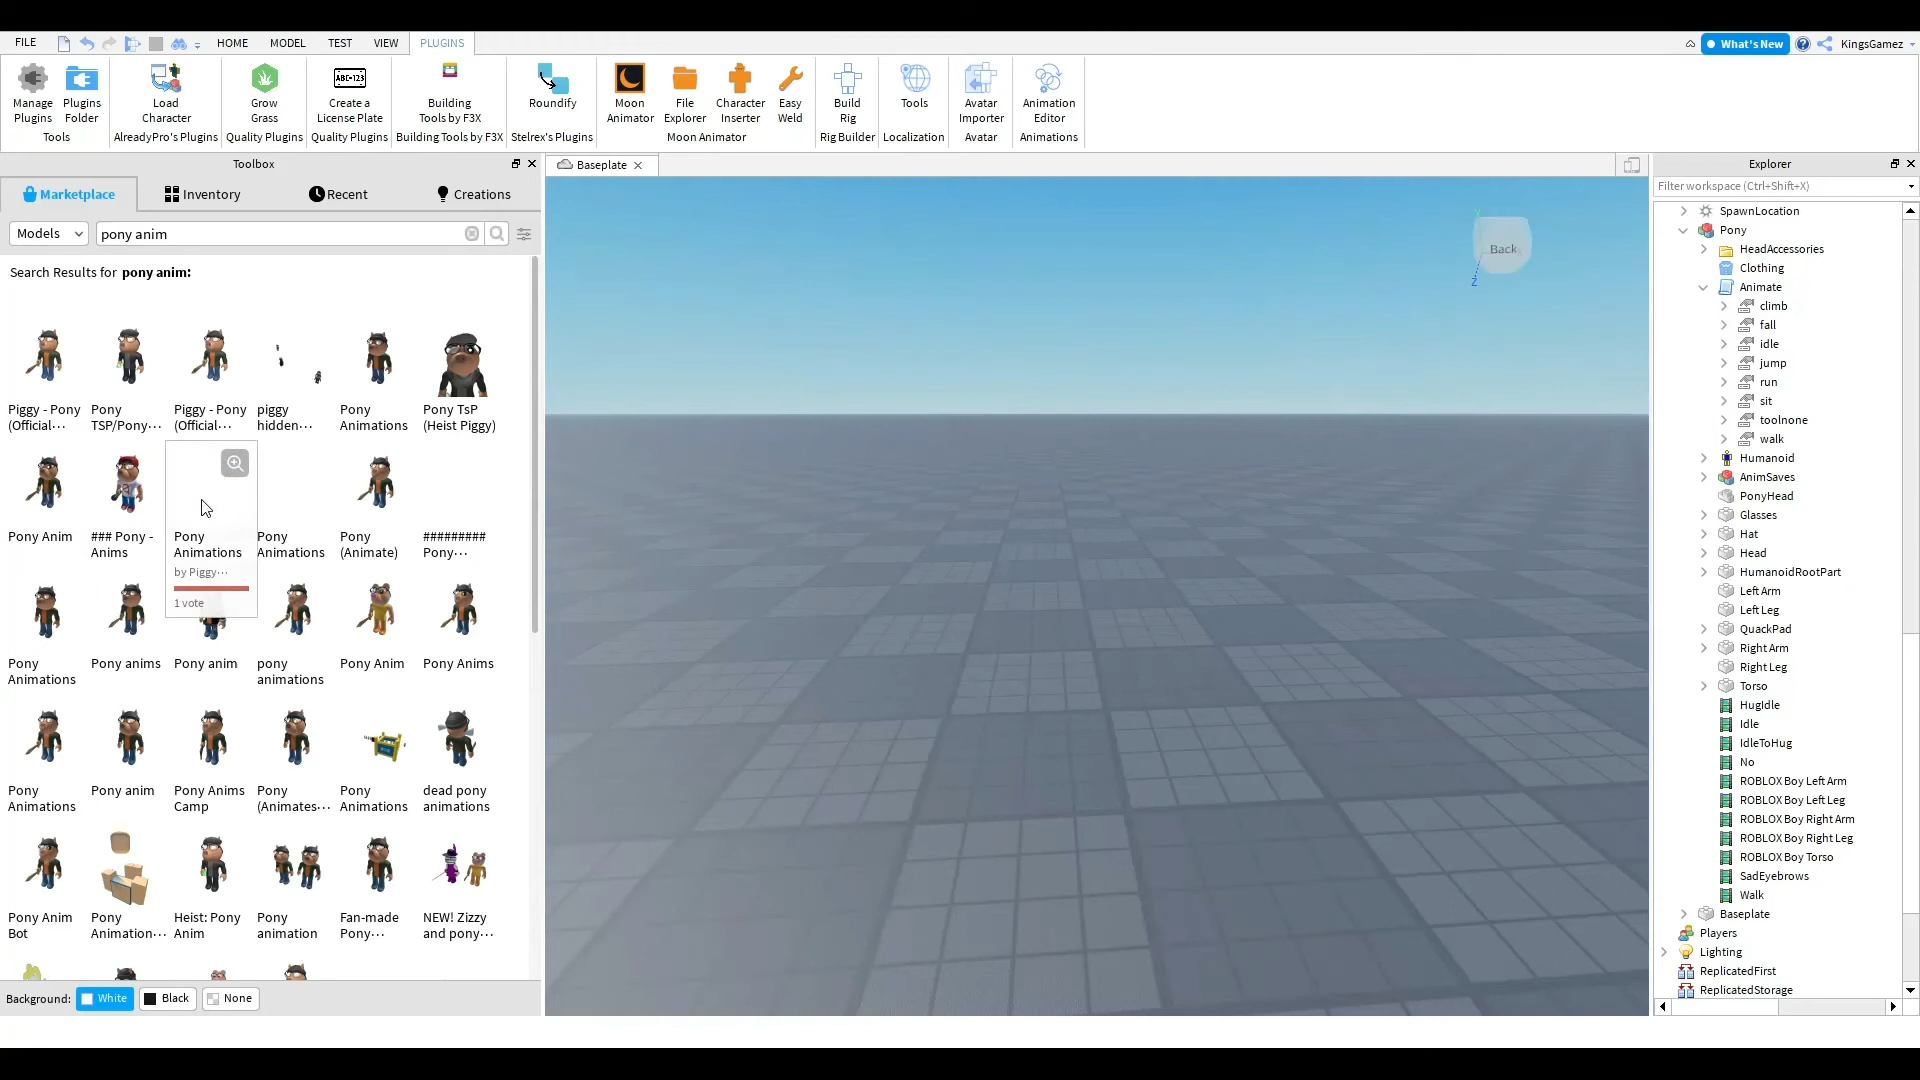 FILE HOME MODEL TEST VIEW PLUGINS What's New KingsGamez
Manage Plugins Load Grow Create a Building Roundify Moon File Character Easy Build Tools Avatar Animation
Plugins Folder Character Grass License Plate Tools by F3X Animator Explorer Inserter Weld Rig Importer Editor
Tools AlreadyPro's Plugins Quality Plugins Quality Plugins Building Tools by F3X Stelrex's Plugins Moon Animator Rig Builder Localization Avatar Animations
Toolbox
Marketplace Inventory Recent Creations
Models pony anim
Search Results for pony anim:
Piggy - Pony Pony Piggy - Pony piggy Pony Pony TsP
(Official··· TSP/Pony··· (Official··· hidden··· Animations (Heist Piggy)
Pony Anim ### Pony - Pony Pony Pony #########
Anims Animations Animations (Animate) Pony···
by Piggy···
1 vote
Pony Pony anims Pony anim pony Pony Anim Pony Anims
Animations animations
Pony Pony anim Pony Anims Pony Pony dead pony
Animations Camp (Animates··· Animations animations
Pony Anim Pony Heist: Pony Pony Fan-made NEW! Zizzy
Bot Animation··· Anim animation Pony··· and pony···
Background: White Black None
Baseplate
Back
Z
Explorer
Filter workspace (Ctrl+Shift+X)
SpawnLocation
Pony
HeadAccessories
Clothing
Animate
climb
fall
idle
jump
run
sit
toolnone
walk
Humanoid
AnimSaves
PonyHead
Glasses
Hat
Head
HumanoidRootPart
Left Arm
Left Leg
QuackPad
Right Arm
Right Leg
Torso
HugIdle
Idle
IdleToHug
No
ROBLOX Boy Left Arm
ROBLOX Boy Left Leg
ROBLOX Boy Right Arm
ROBLOX Boy Right Leg
ROBLOX Boy Torso
SadEyebrows
Walk
Baseplate
Players
Lighting
ReplicatedFirst
ReplicatedStorage